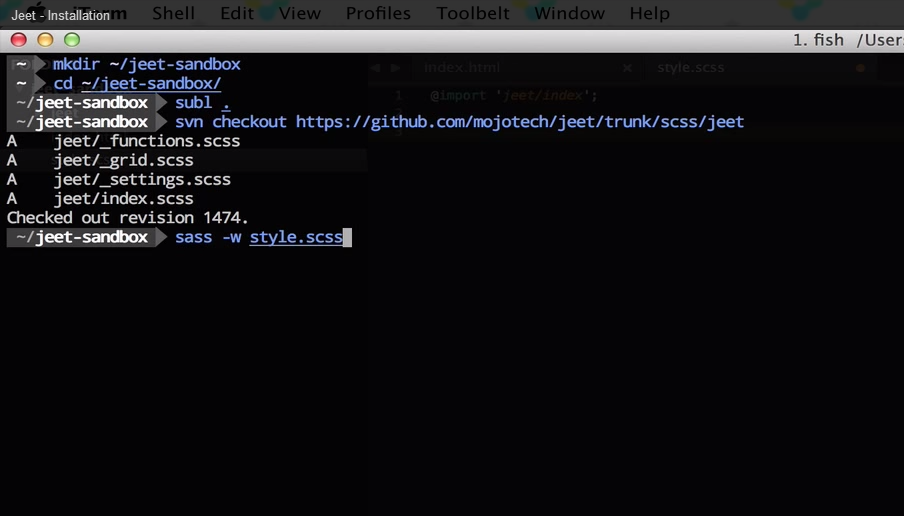 Jeet - Installation
iTerm Shell Edit View Profiles Toolbelt Window Help
1. fish /User
~ mkdir ~/jeet-sandbox
index.html × style.scss
~ cd ~/jeet-sandbox/
1 @import 'jeet/index';
~/jeet-sandbox subl .
~/jeet-sandbox svn checkout https://github.com/mojotech/jeet/trunk/scss/jeet
A jeet/_functions.scss
A jeet/_grid.scss
A jeet/_settings.scss
A jeet/index.scss
Checked out revision 1474.
~/jeet-sandbox sass -w style.scss